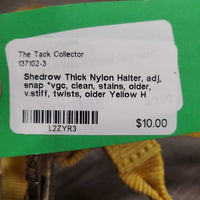 The Tack Collector
137102-3
Shedrow Thick Nylon Halter, adj,
snap *vgc, clean, stains, older,
v.stiff, twists, older Yellow H
L2ZYR3
$10.00